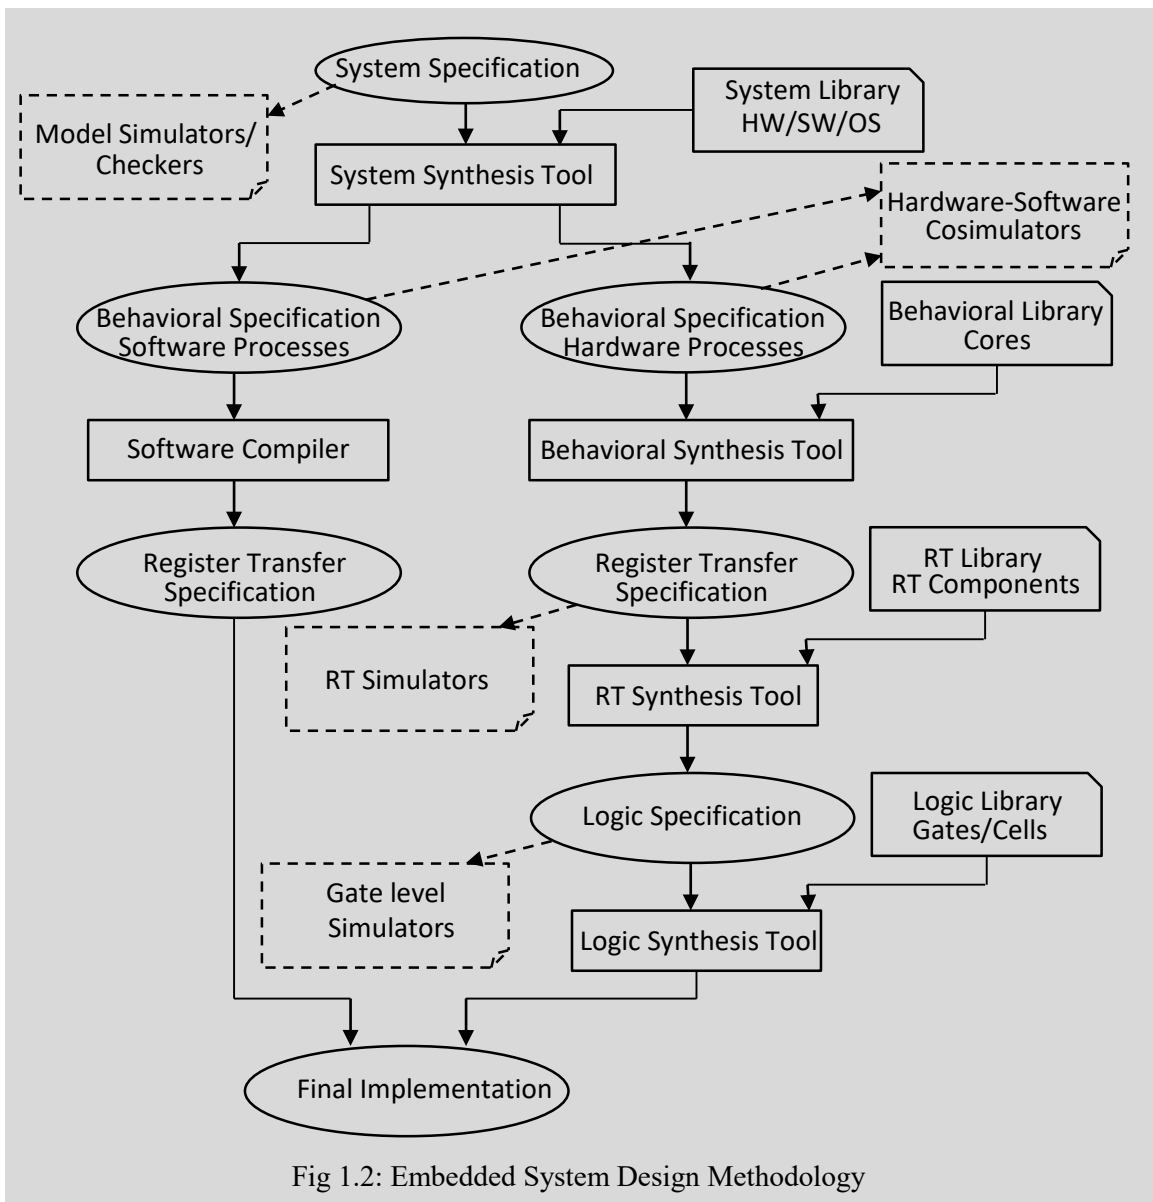 System Specification
System Library
HW/SW/OS
Model Simulators/
Checkers
System Synthesis Tool
Hardware-Software
Cosimulators
Behavioral Specification
Software Processes
Behavioral Specification
Hardware Processes
Behavioral Library
Cores
Software Compiler
Behavioral Synthesis Tool
Register Transfer
Specification
Register Transfer
Specification
RT Library
RT Components
RT Simulators
RT Synthesis Tool
Logic Specification
Logic Library
Gates/Cells
Gate level
Simulators
Logic Synthesis Tool
Final Implementation
Fig 1.2: Embedded System Design Methodology